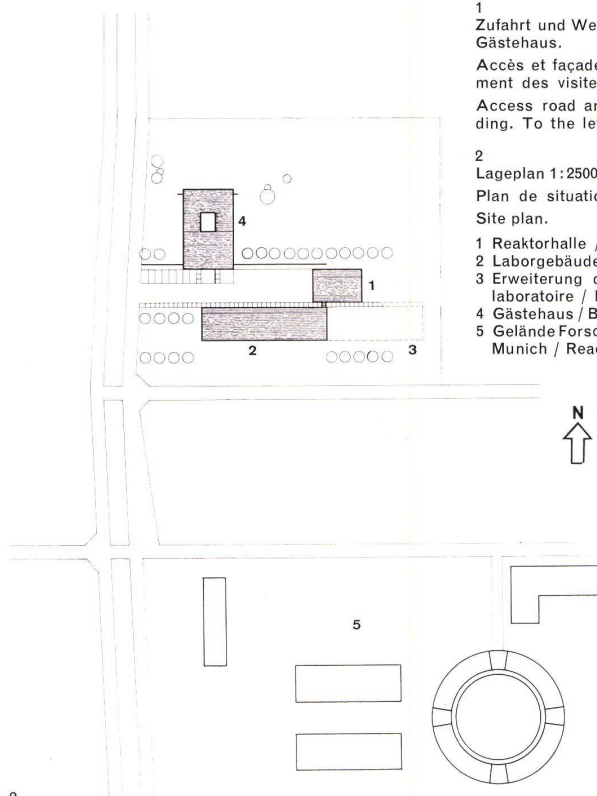 1
Zufahrt und We
Gästehaus.
Accès et façade
ment des visite
Access road an
ding. To the le
2
Lageplan 1:2500
Plan de situatio
Site plan.
1 Reaktorhalle /
2 Laborgebäude
3 Erweiterung
laboratoire /
4 Gästehaus / B
5 Gelände Forsc
Munich / Rea
4
1
2
3
N
5